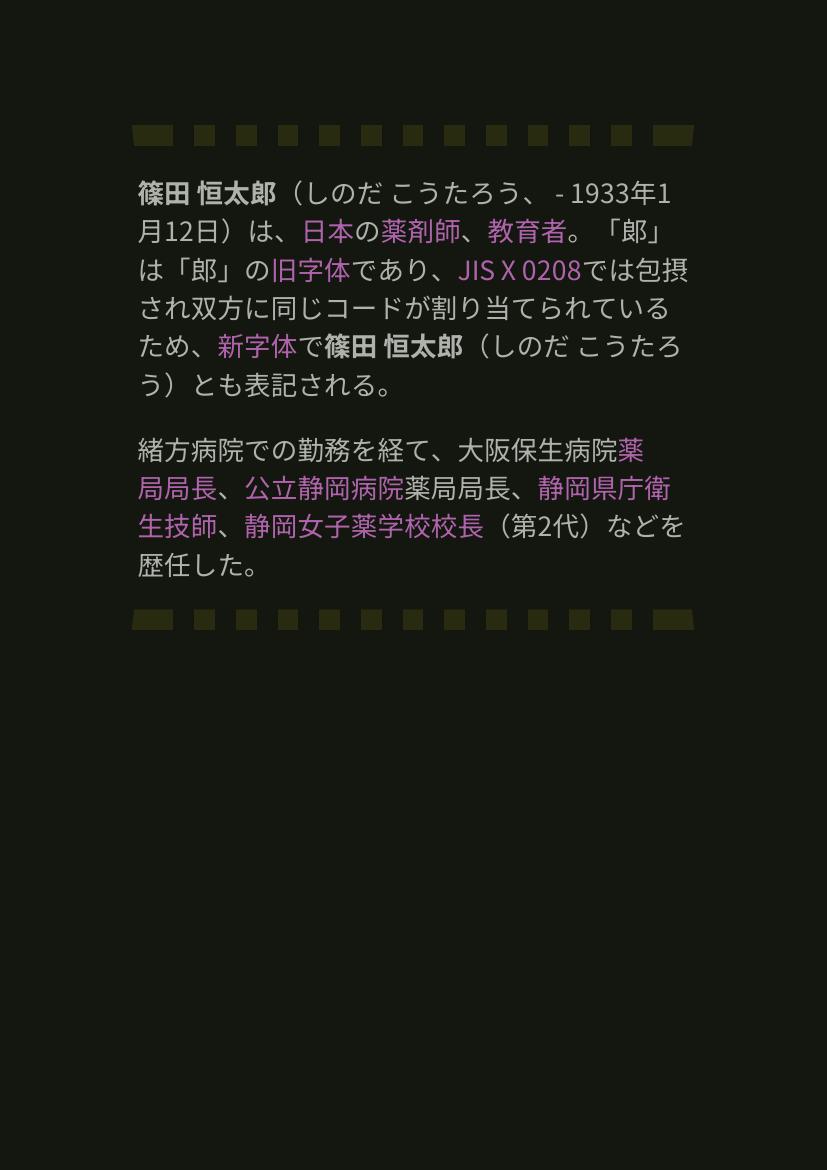 篠田 恒太郞（しのだ こうたろう、 - 1933年1
月12日）は、日本の薬剤師、教育者。「郞」
は「郎」の旧字体であり、JIS X 0208では包摂
され双方に同じコードが割り当てられている
ため、新字体で篠田 恒太郎（しのだ こうたろ
う）とも表記される。
緒方病院での勤務を経て、大阪保生病院薬
局局長、公立静岡病院薬局局長、静岡県庁衛
生技師、静岡女子薬学校校長（第2代）などを
歴任した。